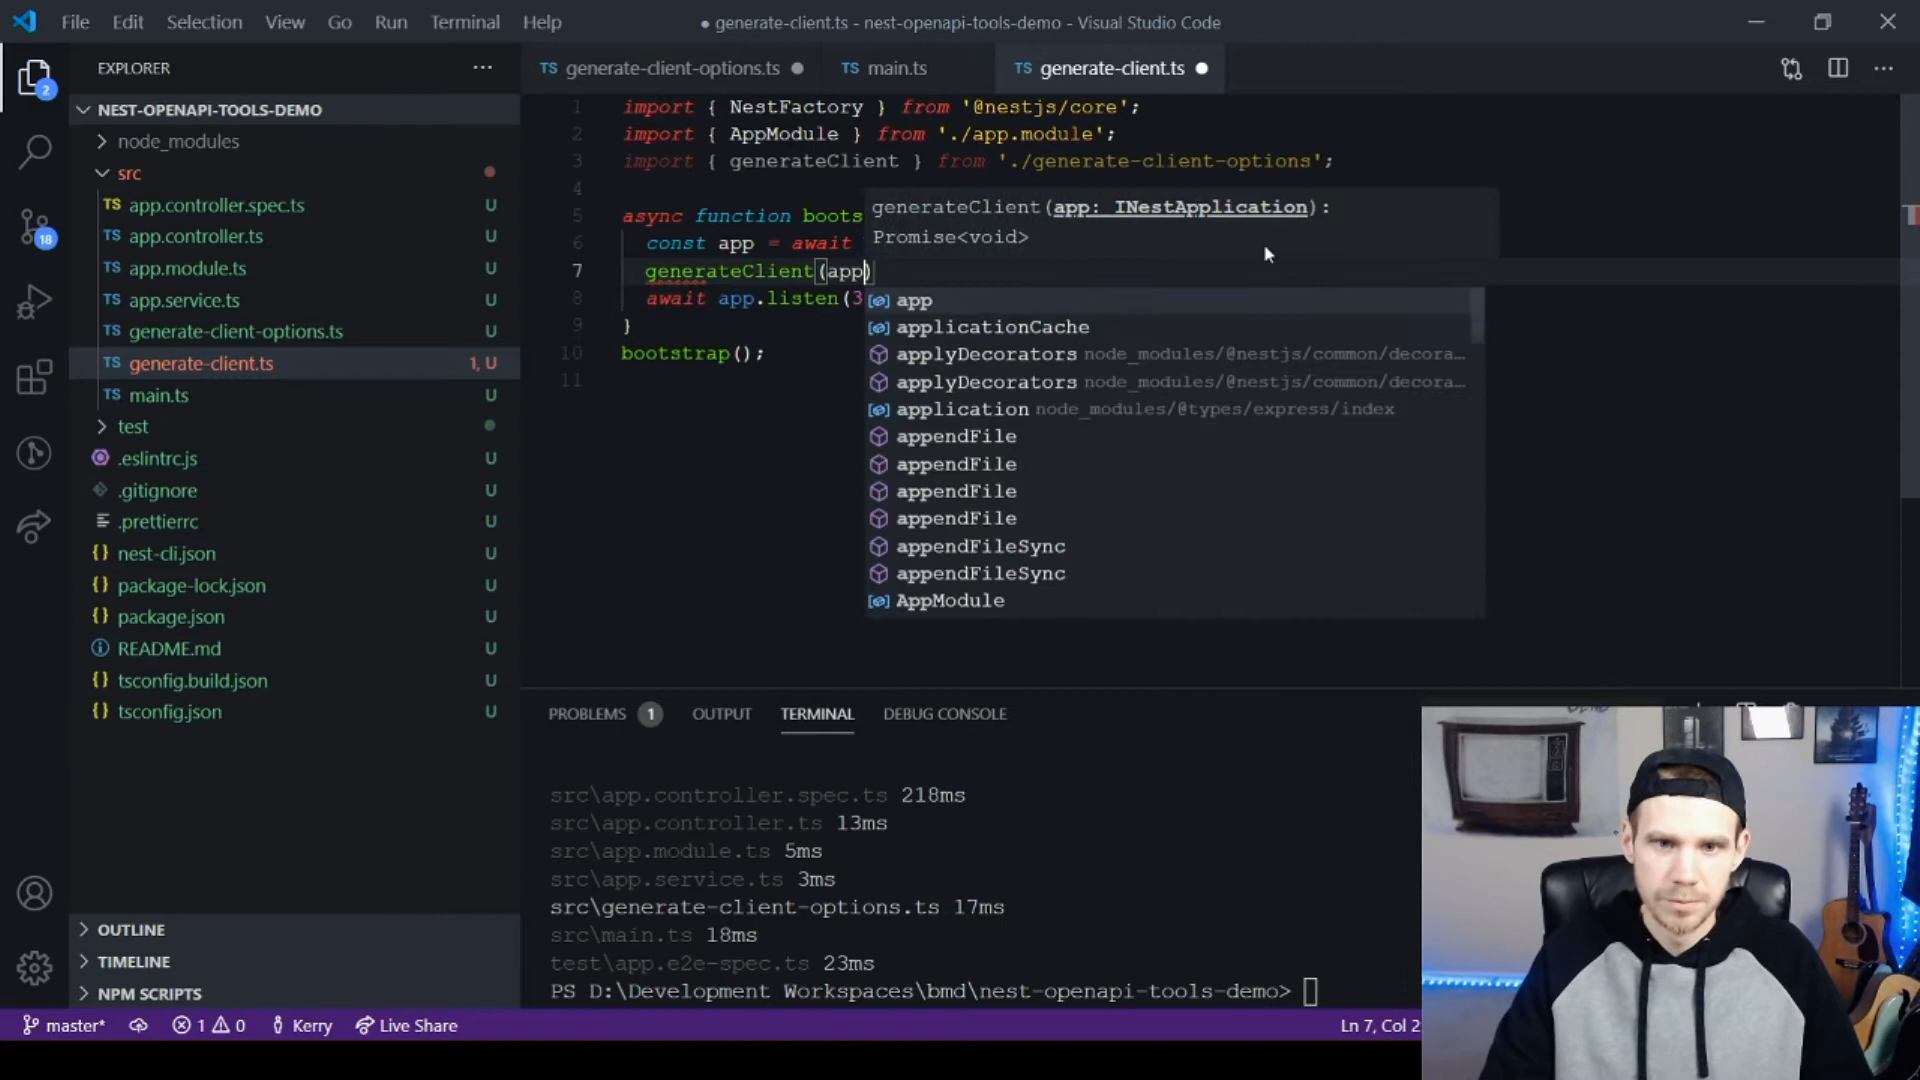 File Edit Selection View Go Run Terminal Help
● generate-client.ts - nest-openapi-tools-demo - Visual Studio Code
EXPLORER
TS generate-client-options.ts
TS main.ts
TS generate-client.ts
NEST-OPENAPI-TOOLS-DEMO
node_modules
src
TS app.controller.spec.ts U
TS app.controller.ts U
TS app.module.ts U
TS app.service.ts U
TS generate-client-options.ts U
TS generate-client.ts 1, U
TS main.ts U
test
.eslintrc.js U
.gitignore U
.prettierrc U
{} nest-cli.json U
{} package-lock.json U
{} package.json U
README.md U
{} tsconfig.build.json U
{} tsconfig.json U
OUTLINE
TIMELINE
NPM SCRIPTS
2
18
1 import { NestFactory } from '@nestjs/core';
2 import { AppModule } from './app.module';
3 import { generateClient } from './generate-client-options';
4
5 async function boots
6 const app = await
7 generateClient(app)
8 await app.listen(3
9 }
10 bootstrap();
11
generateClient(app: INestApplication):
Promise<void>
app
applicationCache
applyDecorators node_modules/@nestjs/common/decora...
applyDecorators node_modules/@nestjs/common/decora...
application node_modules/@types/express/index
appendFile
appendFile
appendFile
appendFile
appendFileSync
appendFileSync
AppModule
PROBLEMS 1 OUTPUT TERMINAL DEBUG CONSOLE
src\app.controller.spec.ts 218ms
src\app.controller.ts 13ms
src\app.module.ts 5ms
src\app.service.ts 3ms
src\generate-client-options.ts 17ms
src\main.ts 18ms
test\app.e2e-spec.ts 23ms
PS D:\Development Workspaces\bmd\nest-openapi-tools-demo>
master* 1 0 Kerry Live Share
Ln 7, Col 2